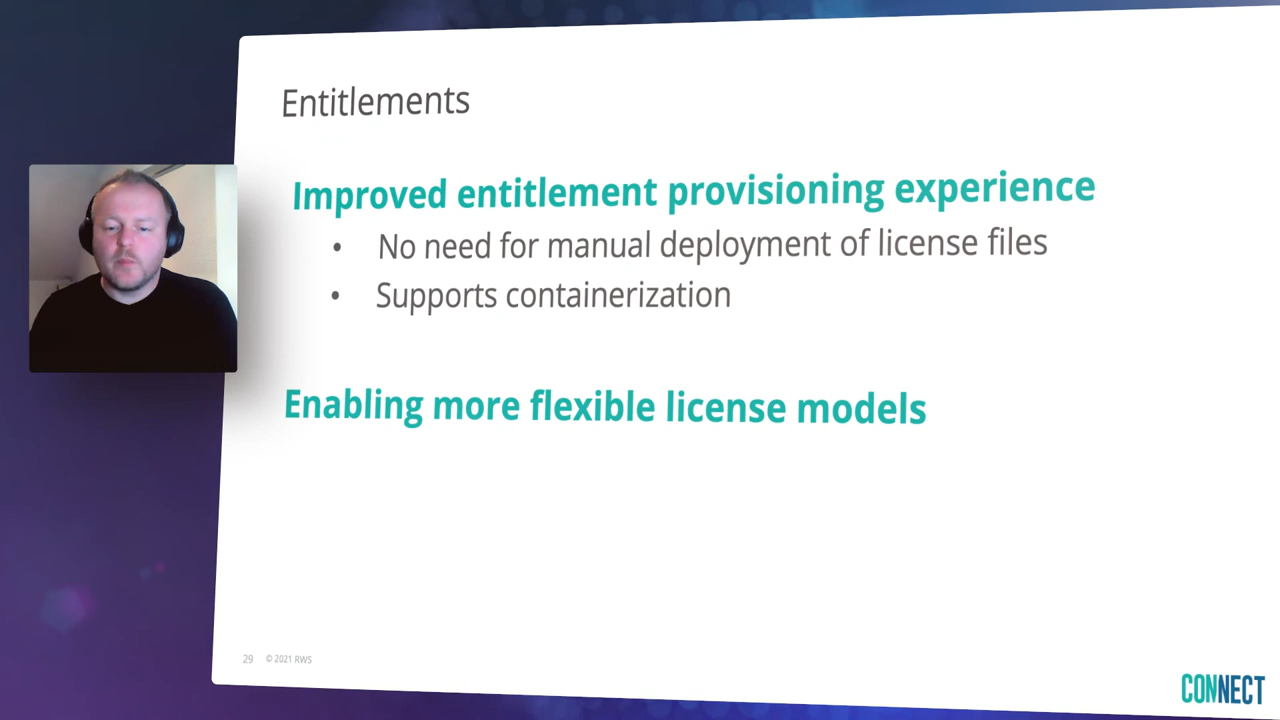 Entitlements
Improved entitlement provisioning experience
• No need for manual deployment of license files
• Supports containerization
Enabling more flexible license models
29 © 2021 RWS
CONNECT